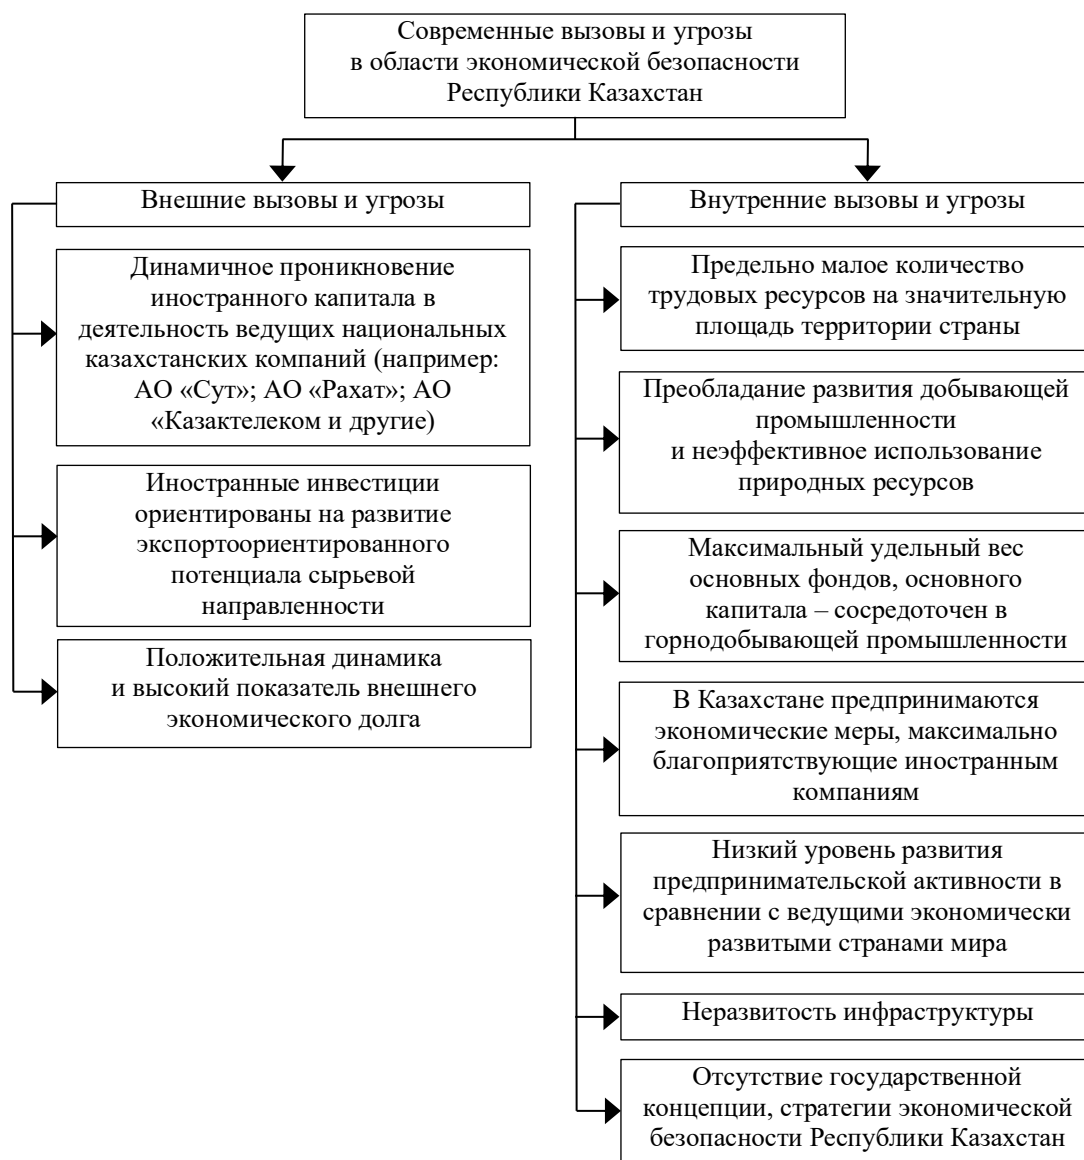 Современные вызовы и угрозы
в области экономической безопасности
Республики Казахстан
Внешние вызовы и угрозы
Динамичное проникновение
иностранного капитала в
деятельность ведущих национальных
казахстанских компаний (например:
АО «Сут»; АО «Рахат»; АО
«Казактелеком и другие)
Иностранные инвестиции
ориентированы на развитие
экспортоориентированного
потенциала сырьевой
направленности
Положительная динамика
и высокий показатель внешнего
экономического долга
Внутренние вызовы и угрозы
Предельно малое количество
трудовых ресурсов на значительную
площадь территории страны
Преобладание развития добывающей
промышленности
и неэффективное использование
природных ресурсов
Максимальный удельный вес
основных фондов, основного
капитала – сосредоточен в
горнодобывающей промышленности
В Казахстане предпринимаются
экономические меры, максимально
благоприятствующие иностранным
компаниям
Низкий уровень развития
предпринимательской активности в
сравнении с ведущими экономически
развитыми странами мира
Неразвитость инфраструктуры
Отсутствие государственной
концепции, стратегии экономической
безопасности Республики Казахстан